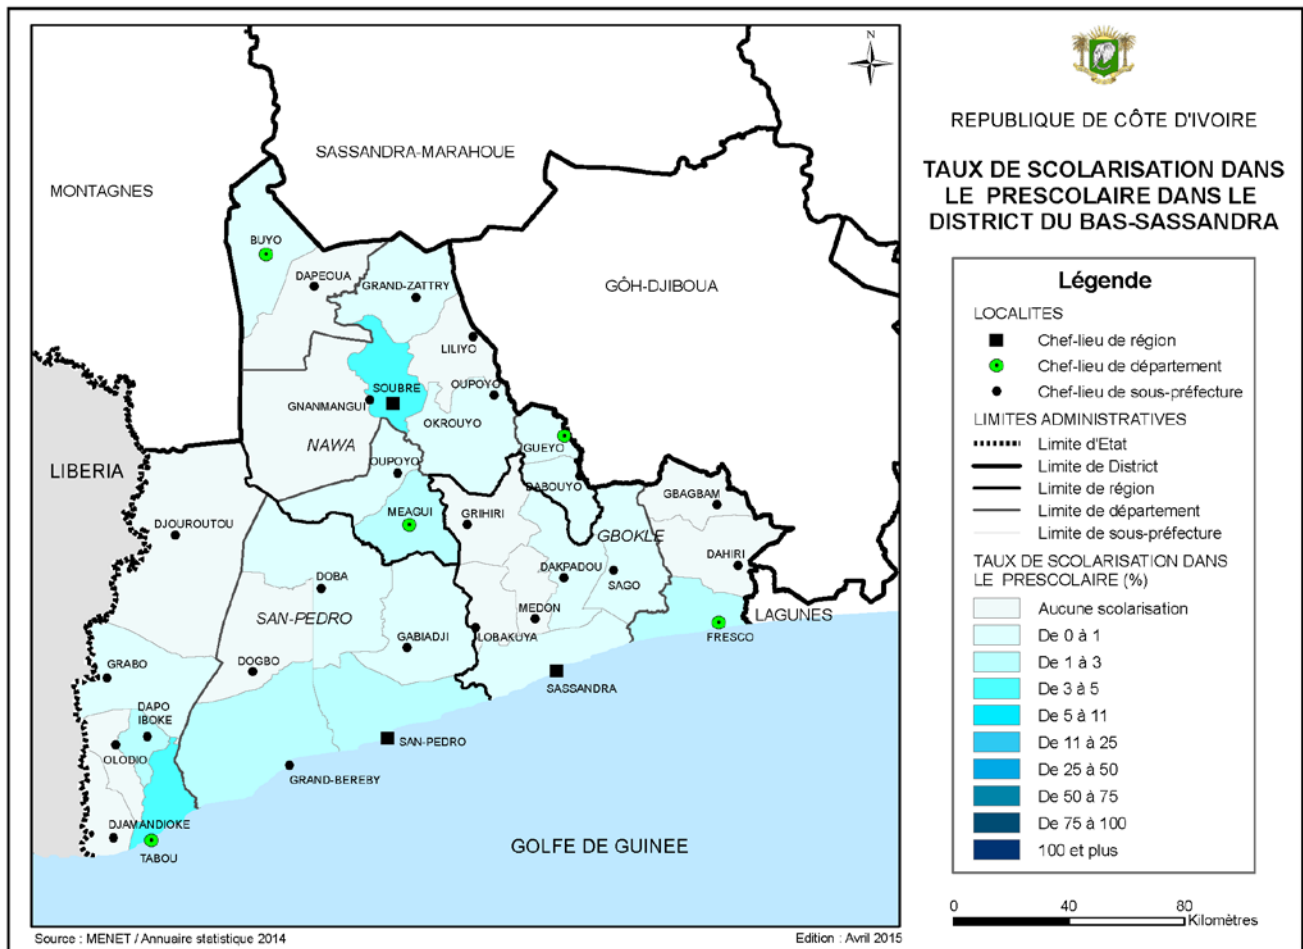 REPUBLIQUE DE CÔTE D'IVOIRE
TAUX DE SCOLARISATION DANS
LE PRESCOLAIRE DANS LE
DISTRICT DU BAS-SASSANDRA
Légende
LOCALITES
Chef-lieu de région
Chef-lieu de département
Chef-lieu de sous-préfecture
LIMITES ADMINISTRATIVES
Limite d'Etat
Limite de District
Limite de région
Limite de département
Limite de sous-préfecture
TAUX DE SCOLARISATION DANS
LE PRESCOLAIRE (%)
Aucune scolarisation
De 0 à 1
De 1 à 3
De 3 à 5
De 5 à 11
De 11 à 25
De 25 à 50
De 50 à 75
De 75 à 100
100 et plus
0 40 80
Kilomètres
N
SASSANDRA-MARAHOUE
MONTAGNES
BUYO
DAPEOUA
GRAND-ZATTRY
GÔH-DJIBOUA
LILIYO
SOUBRE
OUPOYO
GNANMANGUI
OKROUYO
NAWA
GUEYO
OUPOYO
LIBERIA
DABOUYO
GBAGBAM
MEAGUI
GRIHIRI
DJOUROUTOU
GBOKLE
DAHIRI
DAKPADOU
DOBA
SAGO
MEDON
LAGUNES
SAN-PEDRO
GABIADJI
LOBAKUYA
FRESCO
DOGBO
GRABO
SASSANDRA
DAPO
IBOKE
SAN-PEDRO
OLODIO
GRAND-BEREBY
DJAMANDIOKE
GOLFE DE GUINEE
TABOU
Source : MENET / Annuaire statistique 2014
Edition : Avril 2015